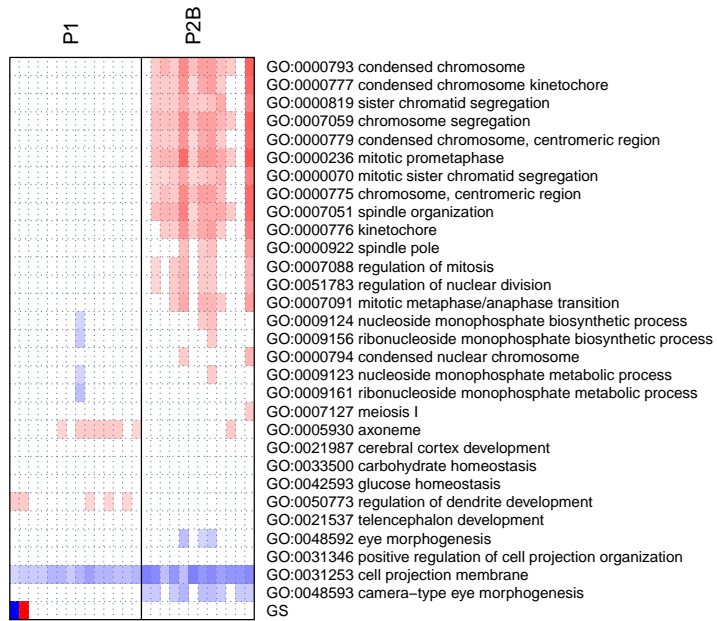 P1
P2B
GO:0000793 condensed chromosome
GO:0000777 condensed chromosome kinetochore
GO:0000819 sister chromatid segregation
GO:0007059 chromosome segregation
GO:0000779 condensed chromosome, centromeric region
GO:0000236 mitotic prometaphase
GO:0000070 mitotic sister chromatid segregation
GO:0000775 chromosome, centromeric region
GO:0007051 spindle organization
GO:0000776 kinetochore
GO:0000922 spindle pole
GO:0007088 regulation of mitosis
GO:0051783 regulation of nuclear division
GO:0007091 mitotic metaphase/anaphase transition
GO:0009124 nucleoside monophosphate biosynthetic process
GO:0009156 ribonucleoside monophosphate biosynthetic process
GO:0000794 condensed nuclear chromosome
GO:0009123 nucleoside monophosphate metabolic process
GO:0009161 ribonucleoside monophosphate metabolic process
GO:0007127 meiosis I
GO:0005930 axoneme
GO:0021987 cerebral cortex development
GO:0033500 carbohydrate homeostasis
GO:0042593 glucose homeostasis
GO:0050773 regulation of dendrite development
GO:0021537 telencephalon development
GO:0048592 eye morphogenesis
GO:0031346 positive regulation of cell projection organization
GO:0031253 cell projection membrane
GO:0048593 camera−type eye morphogenesis
GS